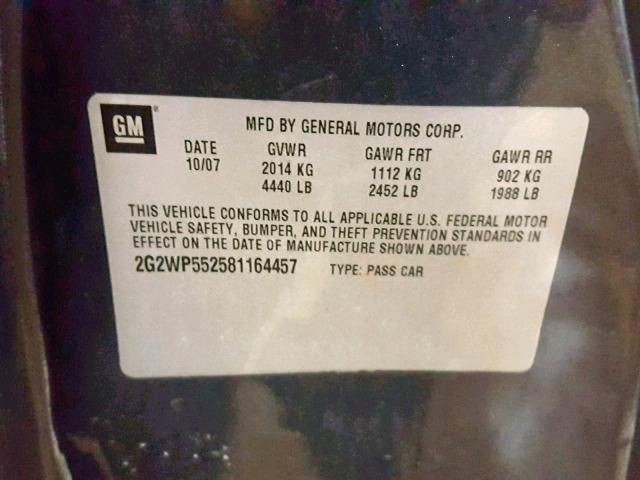 GM
MFD BY GENERAL MOTORS CORP.
DATE GVWR GAWR FRT GAWR RR
10/07 2014 KG 1112 KG 902 KG
4440 LB 2452 LB 1988 LB
THIS VEHICLE CONFORMS TO ALL APPLICABLE U.S. FEDERAL MOTOR
VEHICLE SAFETY, BUMPER, AND THEFT PREVENTION STANDARDS IN
EFFECT ON THE DATE OF MANUFACTURE SHOWN ABOVE.
2G2WP552581164457 TYPE: PASS CAR